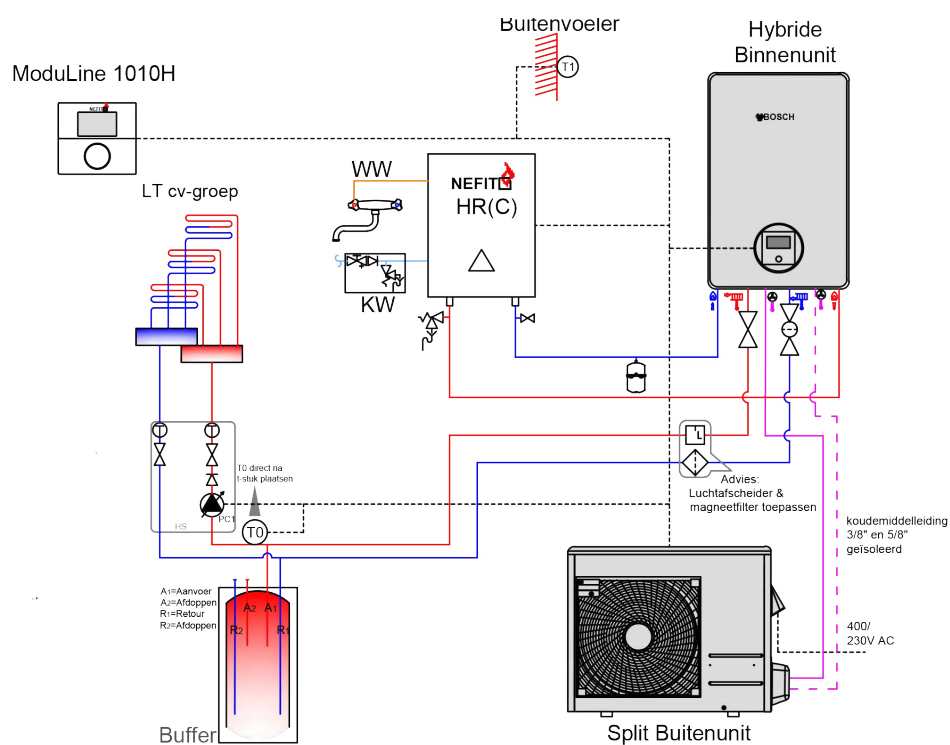 Buitenvoeler
Hybride
Binnenunit
ModuLine 1010H
T1
NEFIT
BOSCH
LT cv-groep
WW
NEFIT
HR(C)
KW
T0 direct na
t-stuk plaatsen
L
Advies:
Luchtafscheider &
magneetfilter toepassen
PC1
HS
T0
koudemiddelleiding
3/8" en 5/8"
geïsoleerd
A1=Aanvoer
A2=Afdoppen
R1=Retour
R2=Afdoppen
A2
A1
R2
R1
400/
230V AC
Buffer
Split Buitenunit